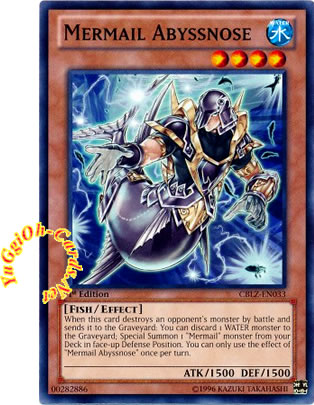 MERMAIL ABYSSNOSE
WATER
水
YuGgiOh-Cards.Net
1st Edition
CBLZ-EN033
[FISH / EFFECT]
When this card destroys an opponent's monster by battle and
sends it to the Graveyard: You can discard 1 WATER monster to
the Graveyard; Special Summon 1 "Mermail" monster from your
Deck in face-up Defense Position. You can only use the effect of
"Mermail Abyssnose" once per turn.
ATK/1500 DEF/1500
00282886
©1996 KAZUKI TAKAHASHI